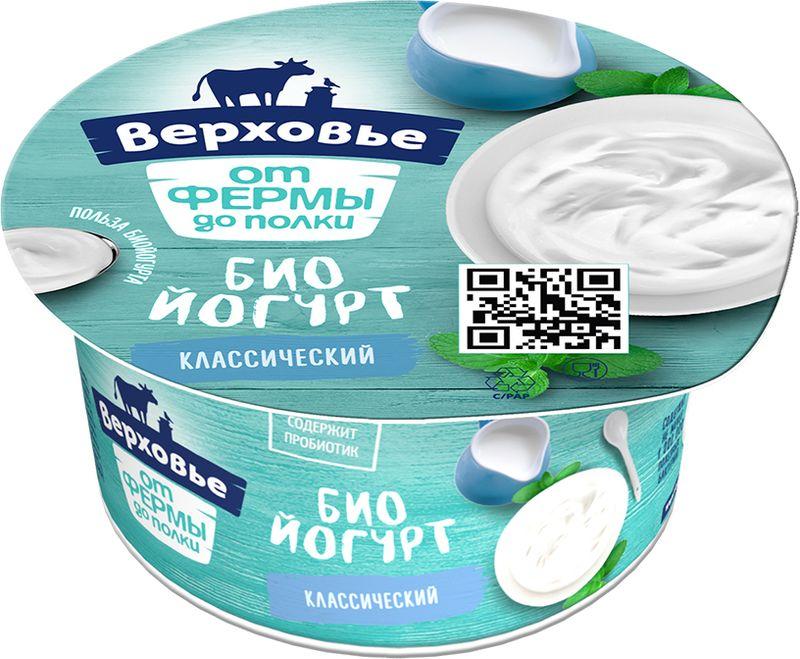 Верховье
от
ФЕРМЫ
до полки
ПОЛЬЗА БИОЙОГУРТА
БИО
ЙОГУРТ
КЛАССИЧЕСКИЙ
C/PAP
Верховье
от
ФЕРМЫ
до полки
СОДЕРЖИТ
ПРОБИОТИК
БИО
ЙОГУРТ
КЛАССИЧЕСКИЙ